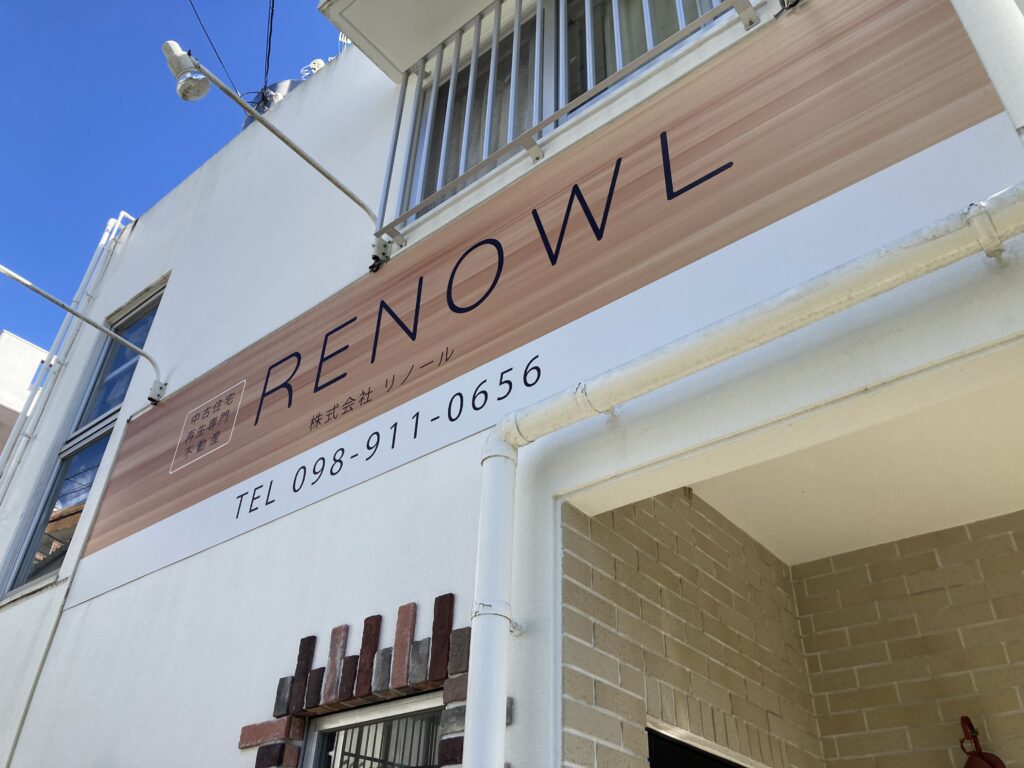 中古住宅
再生専門
不動産
RENOWL
株式会社 リノール
TEL 098-911-0656